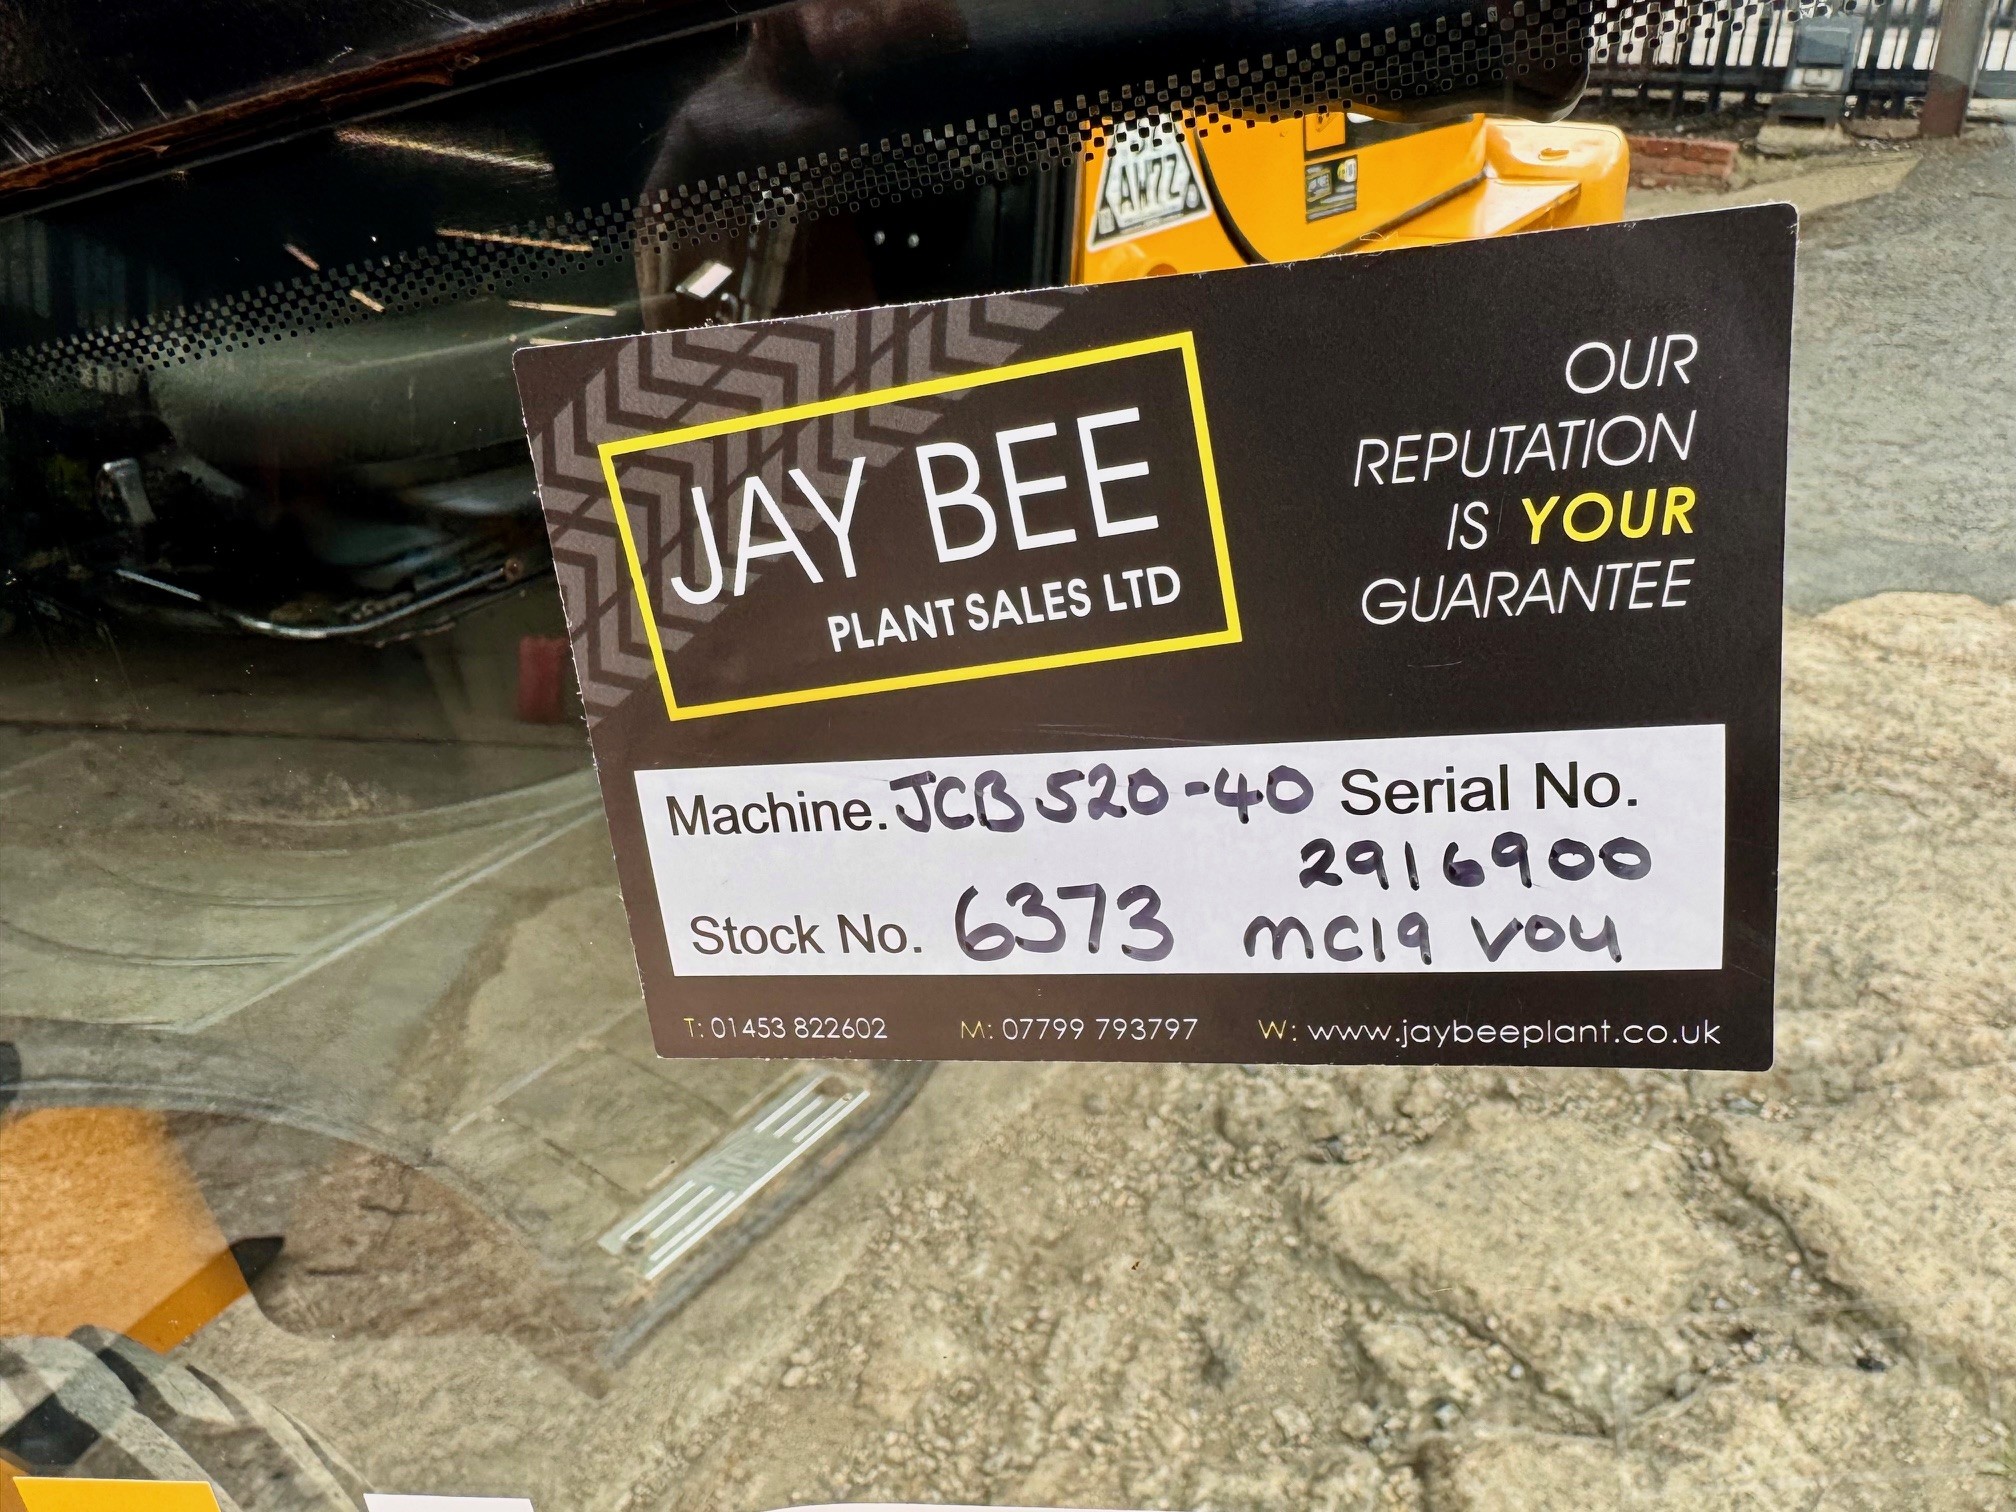 AH72
JAY BEE
PLANT SALES LTD
OUR
REPUTATION
IS YOUR
GUARANTEE
Machine. JCB 520-40 Serial No.
2916900
Stock No. 6373 MC19 VOU
T: 01453 822602 M: 07799 793797 W: www.jaybeeplant.co.uk